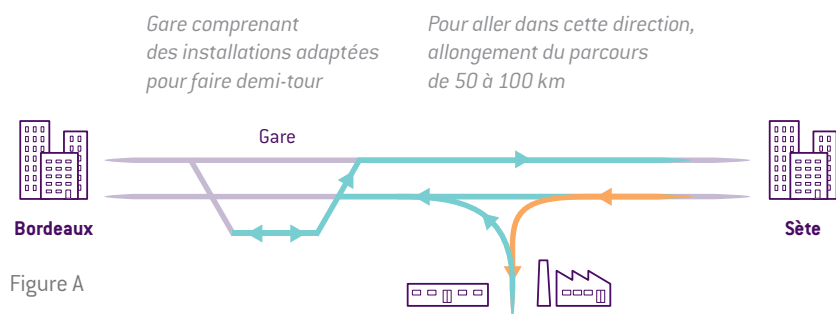 Gare comprenant
des installations adaptées
pour faire demi-tour
Pour aller dans cette direction,
allongement du parcours
de 50 à 100 km
Gare
Bordeaux
Sète
Figure A